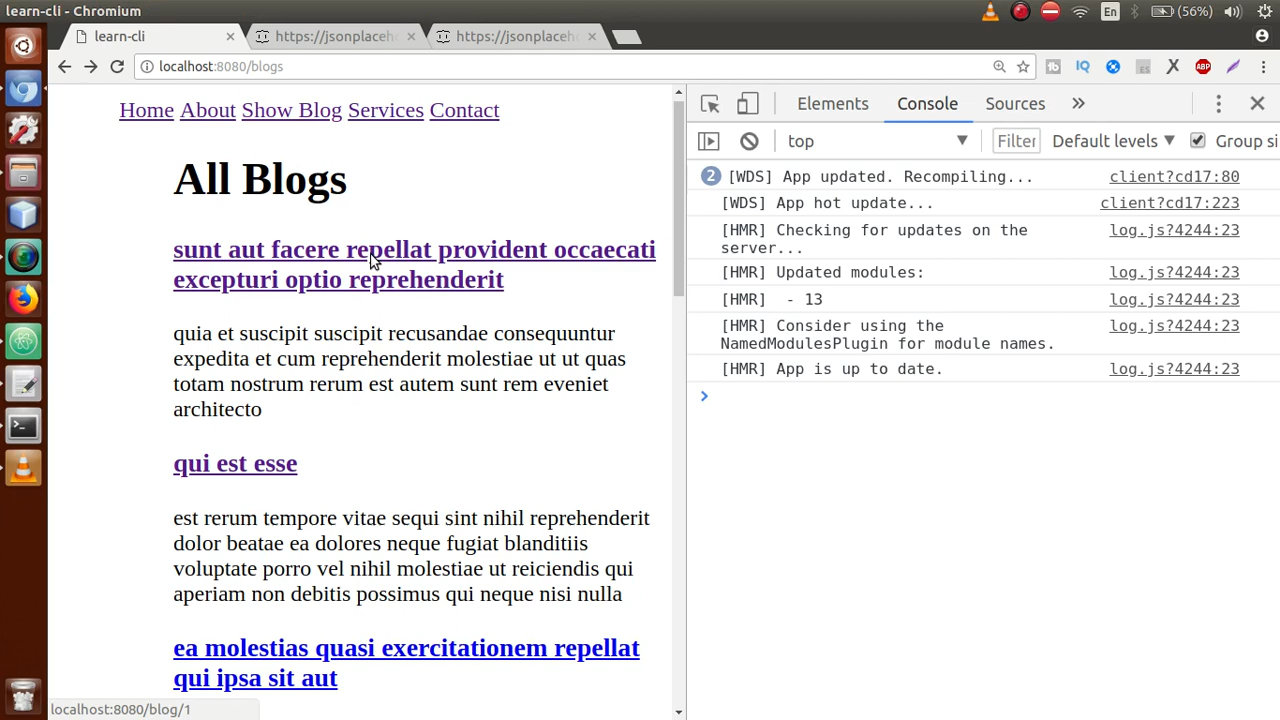 learn-cli - Chromium
En
(56%)
learn-cli
https://jsonplaceh
https://jsonplaceh
localhost:8080/blogs
Home About Show Blog Services Contact
All Blogs
sunt aut facere repellat provident occaecati
excepturi optio reprehenderit
quia et suscipit suscipit recusandae consequuntur
expedita et cum reprehenderit molestiae ut ut quas
totam nostrum rerum est autem sunt rem eveniet
architecto
qui est esse
est rerum tempore vitae sequi sint nihil reprehenderit
dolor beatae ea dolores neque fugiat blanditiis
voluptate porro vel nihil molestiae ut reiciendis qui
aperiam non debitis possimus qui neque nisi nulla
ea molestias quasi exercitationem repellat
qui ipsa sit aut
localhost:8080/blog/1
Elements Console Sources
top Filter Default levels Group si
2 [WDS] App updated. Recompiling... client?cd17:80
[WDS] App hot update... client?cd17:223
[HMR] Checking for updates on the log.js?4244:23
server...
[HMR] Updated modules: log.js?4244:23
[HMR]  - 13 log.js?4244:23
[HMR] Consider using the log.js?4244:23
NamedModulesPlugin for module names.
[HMR] App is up to date. log.js?4244:23
IQ
ABP